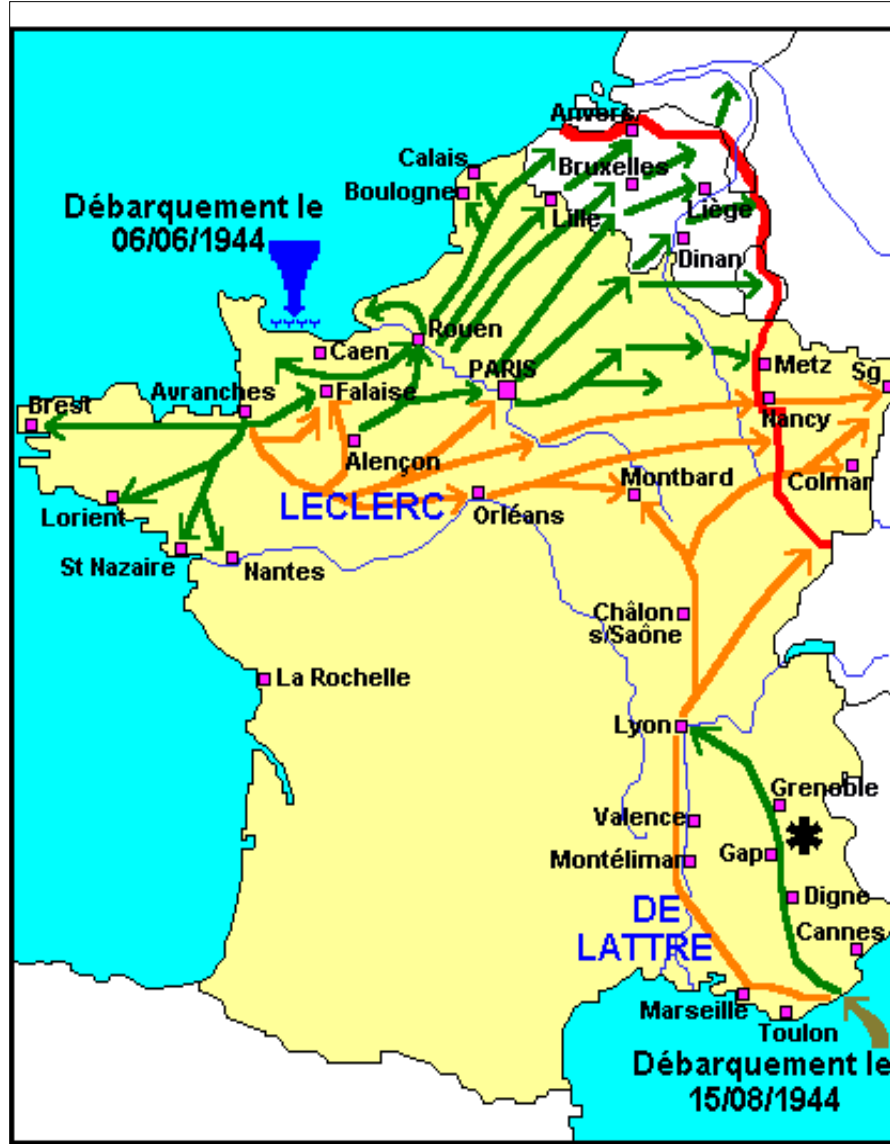 Anvers
Calais
Bruxelles
Boulogne
Liège
Débarquement le
06/06/1944
Lille
Dinan
Rouen
Caen
PARIS
Metz
Sg
Avranches
Falaise
Brest
Nancy
Alençon
Montbard
Colmar
LECLERC
Orléans
Lorient
St Nazaire
Nantes
Châlon
s/Saône
La Rochelle
Lyon
Grenoble
Valence
Gap
Montélimar
Digne
DE
LATTRE
Cannes
Marseille
Toulon
Débarquement le
15/08/1944